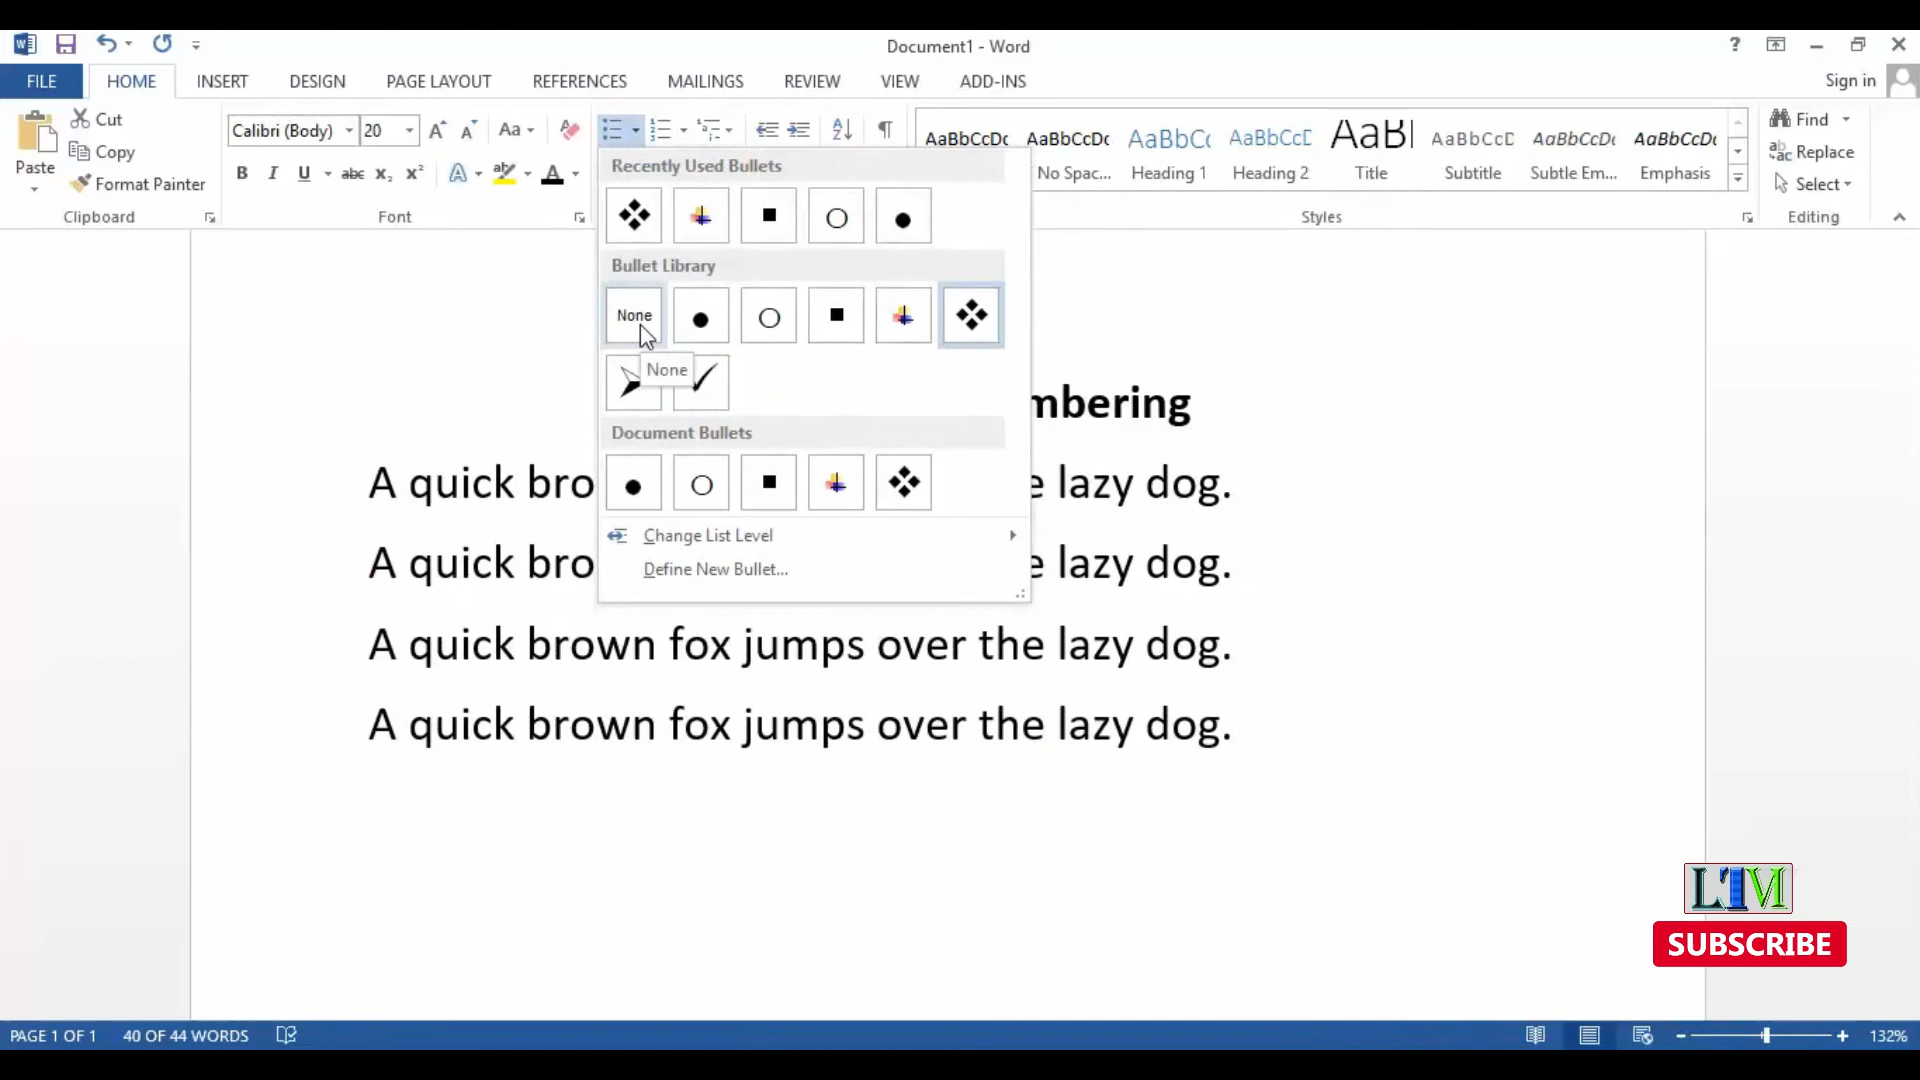 Document1 - Word
?
FILE HOME INSERT DESIGN PAGE LAYOUT REFERENCES MAILINGS REVIEW VIEW ADD-INS Sign in
Paste
Cut
Copy
Format Painter
Clipboard
Calibri (Body) 20 A A Aa
B I U abc x₂ x² A A
Font
AaBbCcDc AaBbCcDc AaBbCc AaBbCcD AaB AaBbCcD AaBbCcDc AaBbCcDc
No Spac... Heading 1 Heading 2 Title Subtitle Subtle Em... Emphasis
Styles
Find
Replace
Select
Editing
Recently Used Bullets
Bullet Library
None
None
Document Bullets
Change List Level
Define New Bullet...
mbering
A quick bro e lazy dog.
A quick bro e lazy dog.
A quick brown fox jumps over the lazy dog.
A quick brown fox jumps over the lazy dog.
LTM
SUBSCRIBE
PAGE 1 OF 1 40 OF 44 WORDS 132%